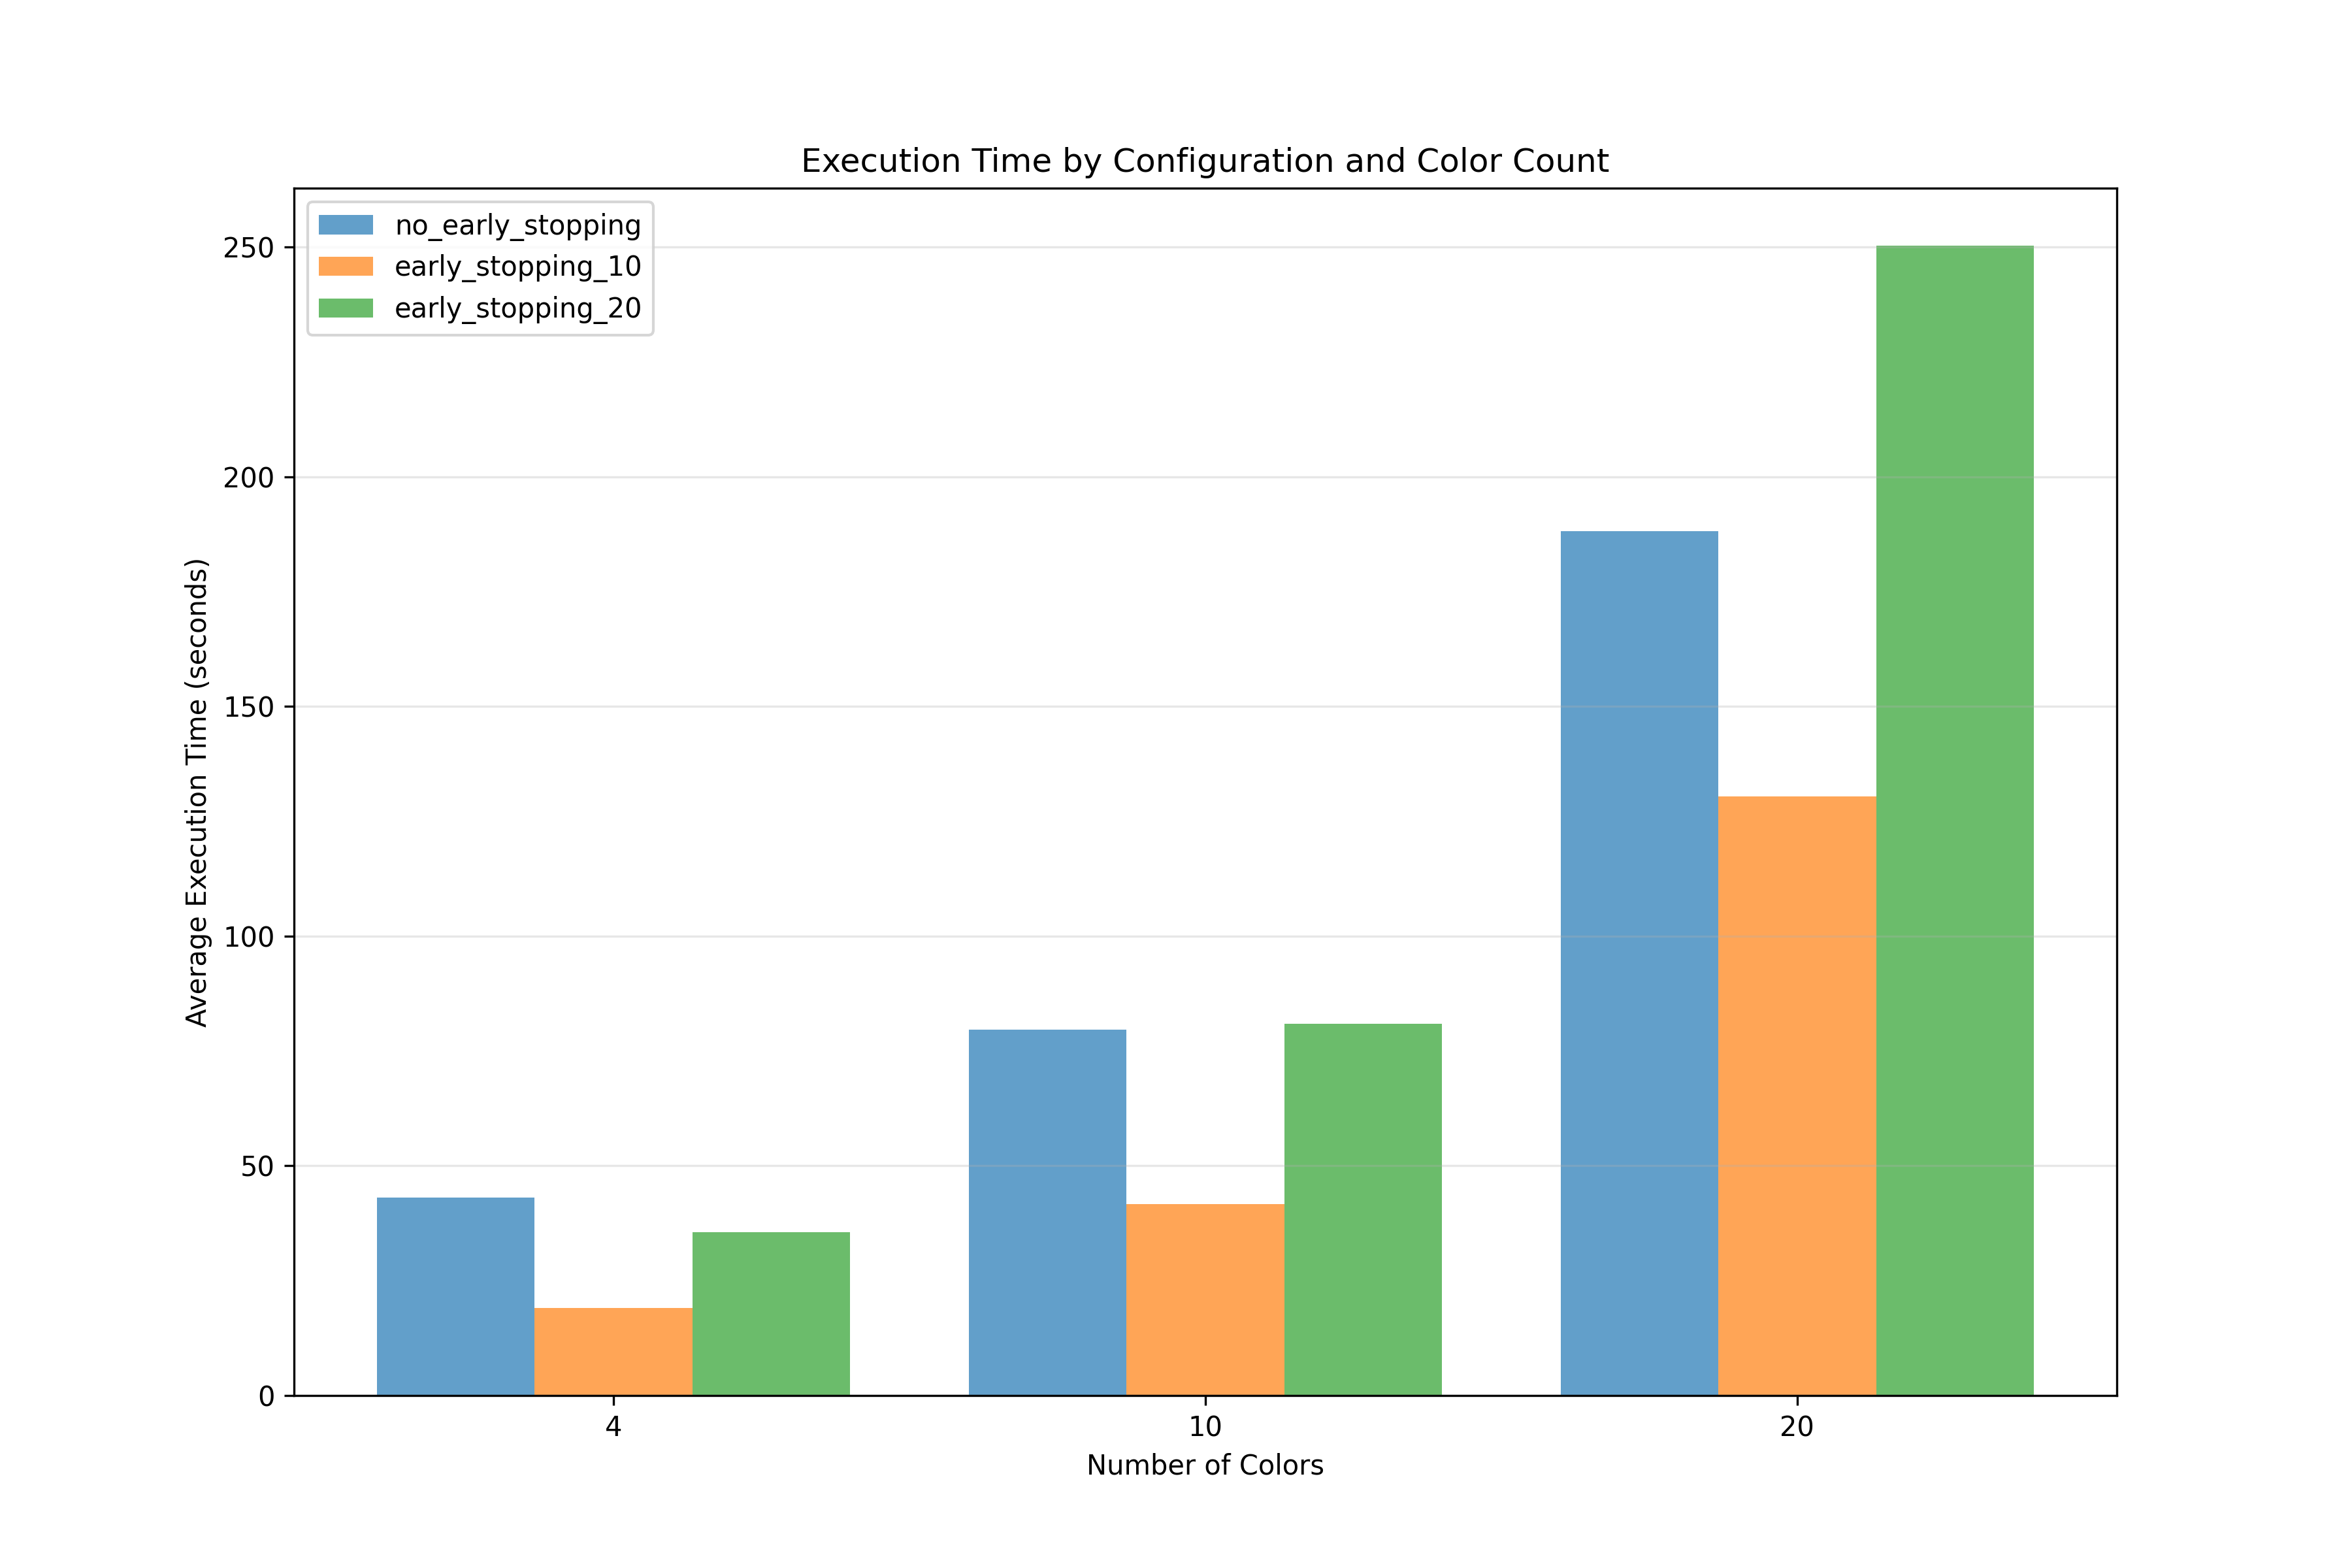 Execution Time by Configuration and Color Count
no_early_stopping
early_stopping_10
early_stopping_20
Average Execution Time (seconds)
250
200
150
100
50
0
4
10
20
Number of Colors